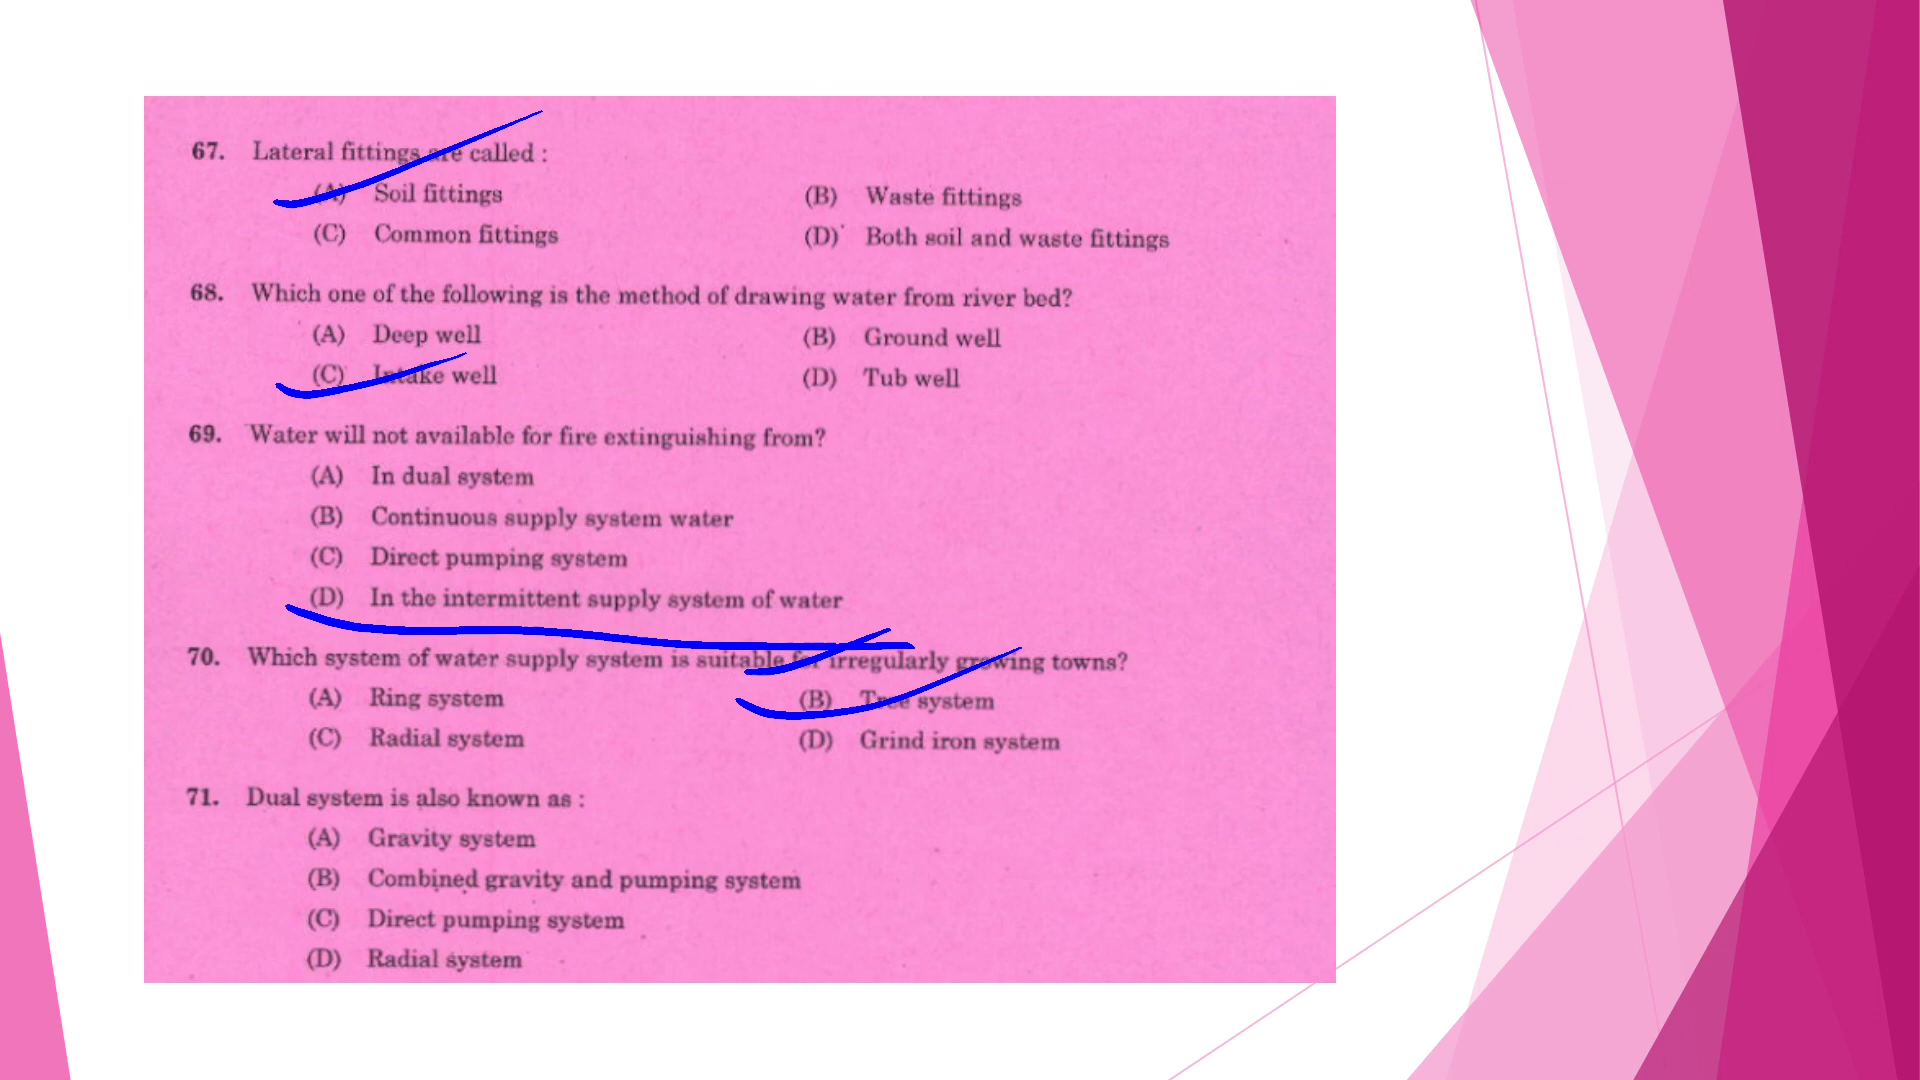 67. Lateral fittings are called :
(A) Soil fittings (B) Waste fittings
(C) Common fittings (D) Both soil and waste fittings
68. Which one of the following is the method of drawing water from river bed?
(A) Deep well (B) Ground well
(C) Intake well (D) Tub well
69. Water will not available for fire extinguishing from?
(A) In dual system
(B) Continuous supply system water
(C) Direct pumping system
(D) In the intermittent supply system of water
70. Which system of water supply system is suitable for irregularly growing towns?
(A) Ring system (B) Tree system
(C) Radial system (D) Grind iron system
71. Dual system is also known as :
(A) Gravity system
(B) Combined gravity and pumping system
(C) Direct pumping system
(D) Radial system